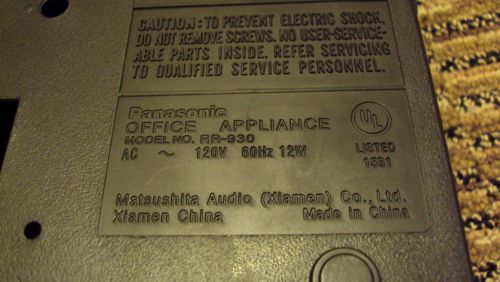 CAUTION: TO PREVENT ELECTRIC SHOCK,
DO NOT REMOVE SCREWS. NO USER-SERVICE-
ABLE PARTS INSIDE. REFER SERVICING
TO QUALIFIED SERVICE PERSONNEL.
Panasonic
OFFICE APPLIANCE
MODEL NO. RR-930
AC ~ 120V 60Hz 12W
UL
LISTED
15B1
Matsushita Audio (Xiamen) Co., Ltd.
Xiamen China Made in China